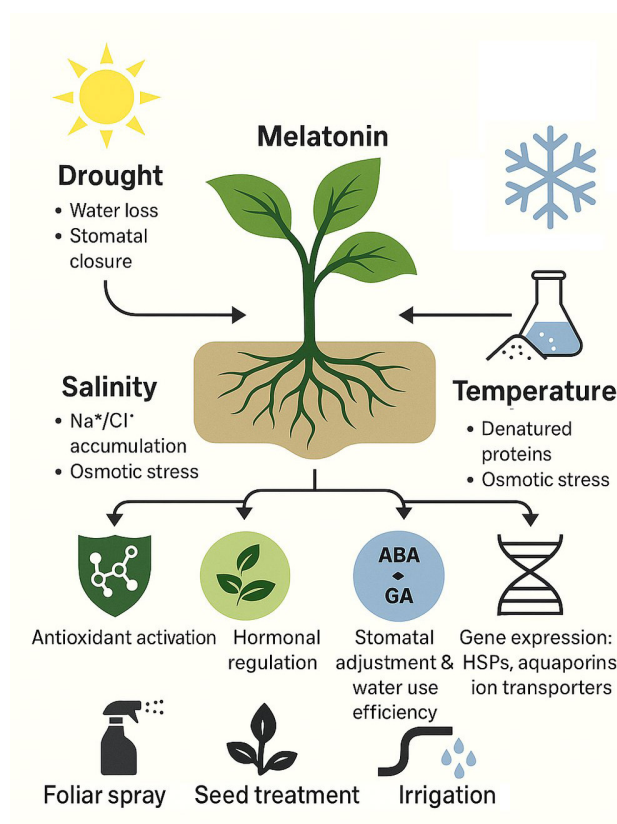 Melatonin
Drought
• Water loss
• Stomatal
closure
Salinity
• Na*/Cl˙
accumulation
• Osmotic stress
Temperature
• Denatured
proteins
• Osmotic stress
Antioxidant activation
Hormonal
regulation
ABA
GA
Stomatal
adjustment &
water use
efficiency
Gene expression:
HSPs, aquaporins
ion transporters
Foliar spray
Seed treatment
Irrigation